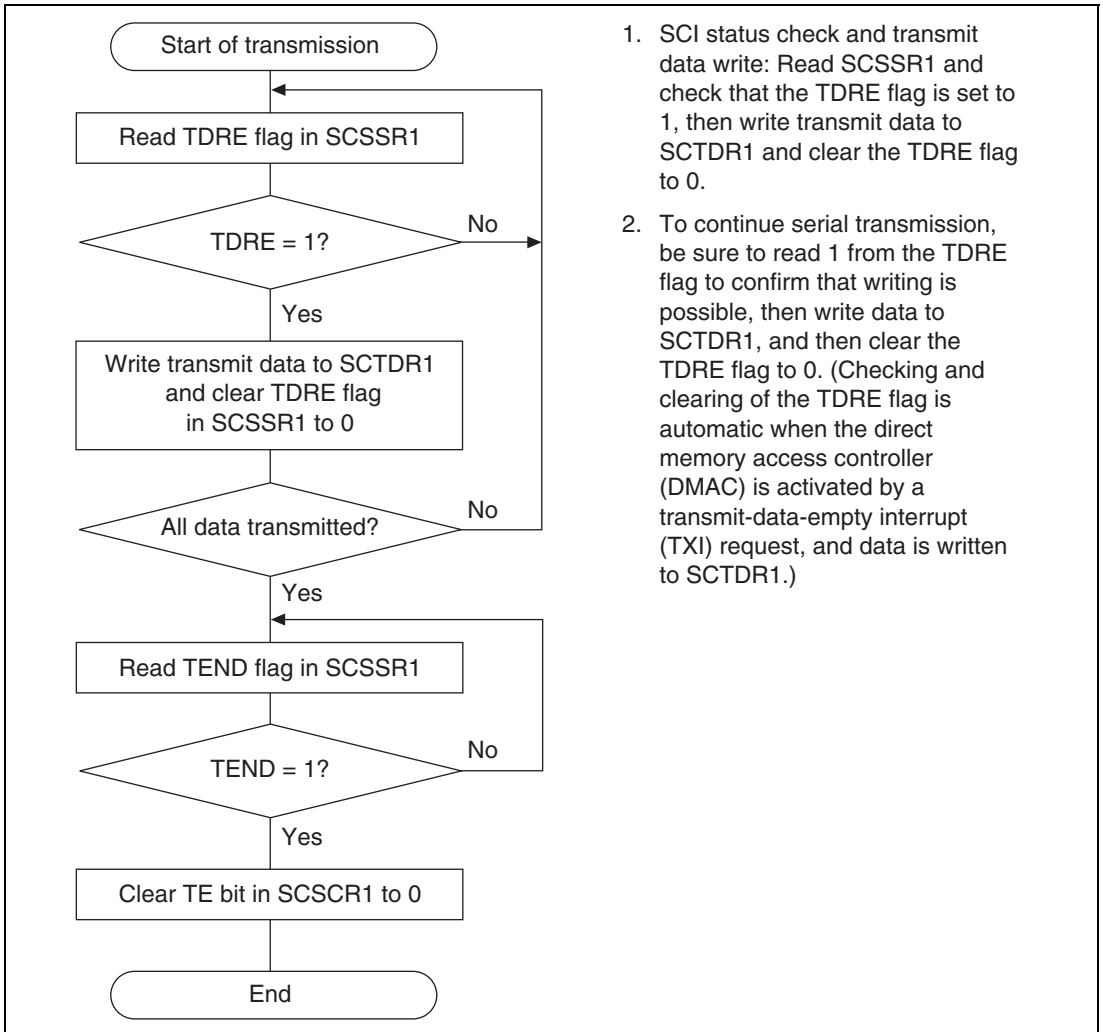 Start of transmission
Read TDRE flag in SCSSR1
TDRE = 1?
No
Yes
Write transmit data to SCTDR1
and clear TDRE flag
in SCSSR1 to 0
All data transmitted?
No
Yes
Read TEND flag in SCSSR1
TEND = 1?
No
Yes
Clear TE bit in SCSCR1 to 0
End
1. SCI status check and transmit
data write: Read SCSSR1 and
check that the TDRE flag is set to
1, then write transmit data to
SCTDR1 and clear the TDRE flag
to 0.
2. To continue serial transmission,
be sure to read 1 from the TDRE
flag to confirm that writing is
possible, then write data to
SCTDR1, and then clear the
TDRE flag to 0. (Checking and
clearing of the TDRE flag is
automatic when the direct
memory access controller
(DMAC) is activated by a
transmit-data-empty interrupt
(TXI) request, and data is written
to SCTDR1.)